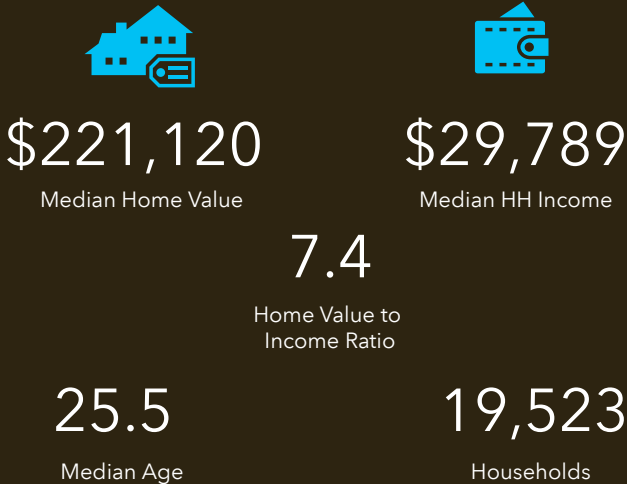 $221,120
$29,789
Median Home Value
Median HH Income
7.4
Home Value to
Income Ratio
25.5
19,523
Median Age
Households